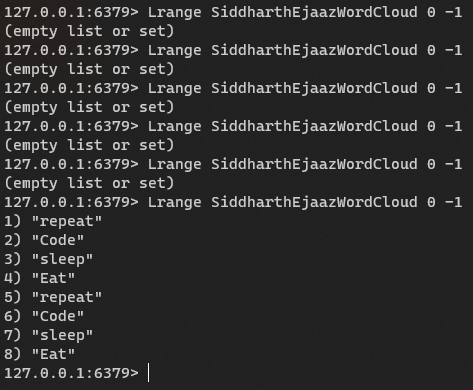 127.0.0.1:6379> Lrange SiddharthEjaazWordCloud 0 -1
(empty list or set)
127.0.0.1:6379> Lrange SiddharthEjaazWordCloud 0 -1
(empty list or set)
127.0.0.1:6379> Lrange SiddharthEjaazWordCloud 0 -1
(empty list or set)
127.0.0.1:6379> Lrange SiddharthEjaazWordCloud 0 -1
(empty list or set)
127.0.0.1:6379> Lrange SiddharthEjaazWordCloud 0 -1
(empty list or set)
127.0.0.1:6379> Lrange SiddharthEjaazWordCloud 0 -1
1) "repeat"
2) "Code"
3) "sleep"
4) "Eat"
5) "repeat"
6) "Code"
7) "sleep"
8) "Eat"
127.0.0.1:6379>